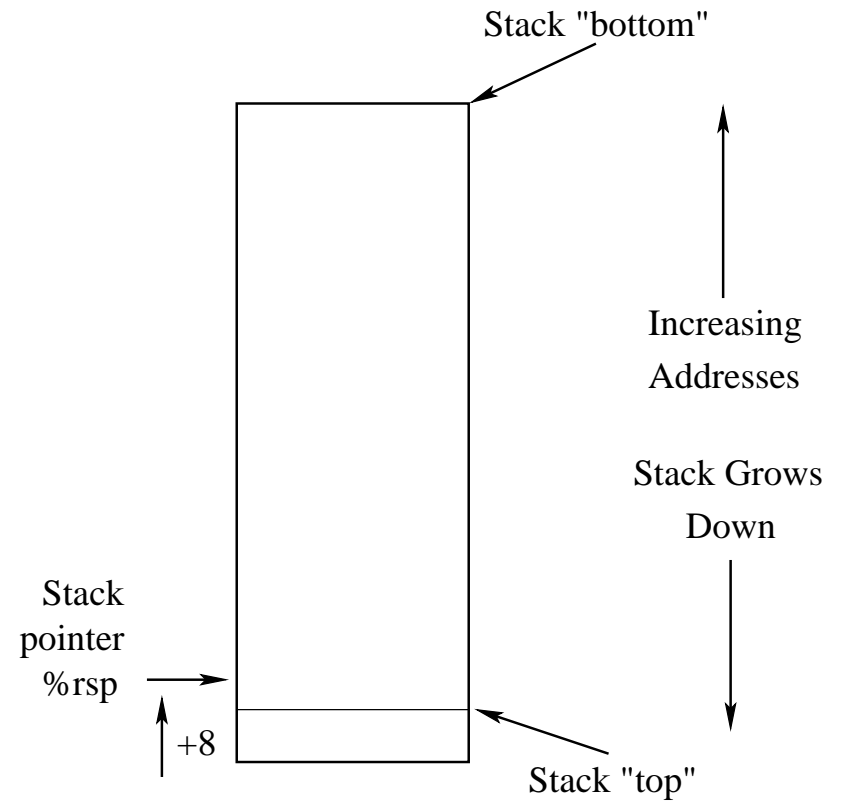 Stack "bottom"
Increasing
Addresses
Stack Grows
Down
Stack
pointer
%rsp
+8
Stack "top"